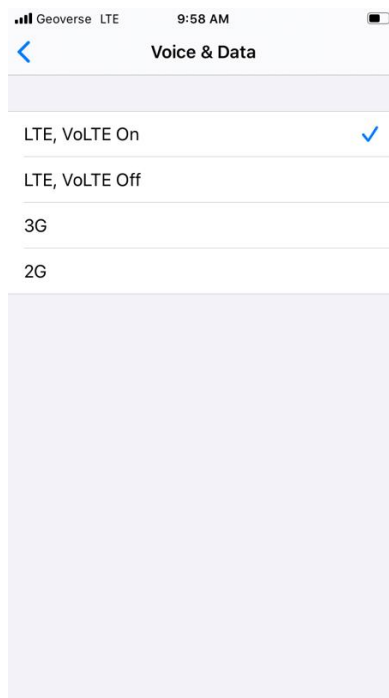 Geoverse LTE 9:58 AM
Voice & Data
LTE, VoLTE On
LTE, VoLTE Off
3G
2G